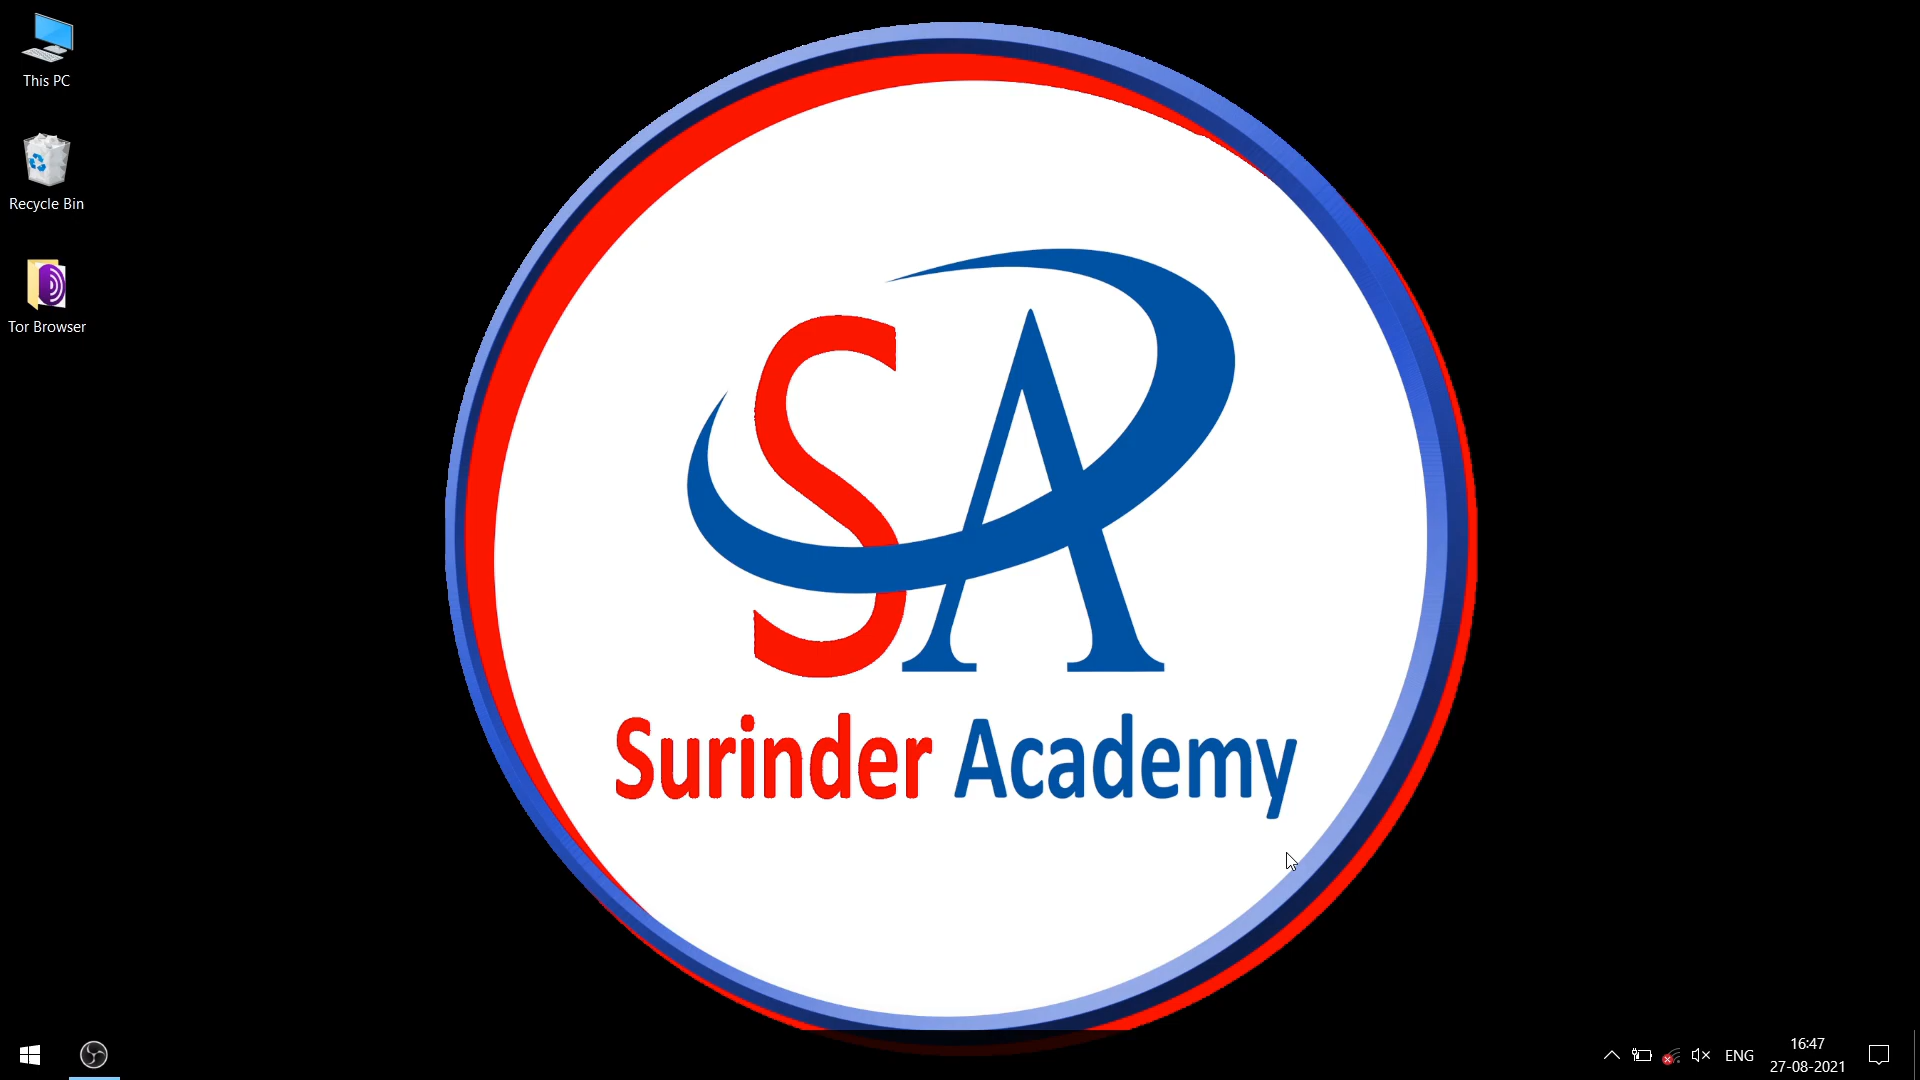 This PC
Recycle Bin
Tor Browser
SA
Surinder Academy
ENG
16:47
27-08-2021